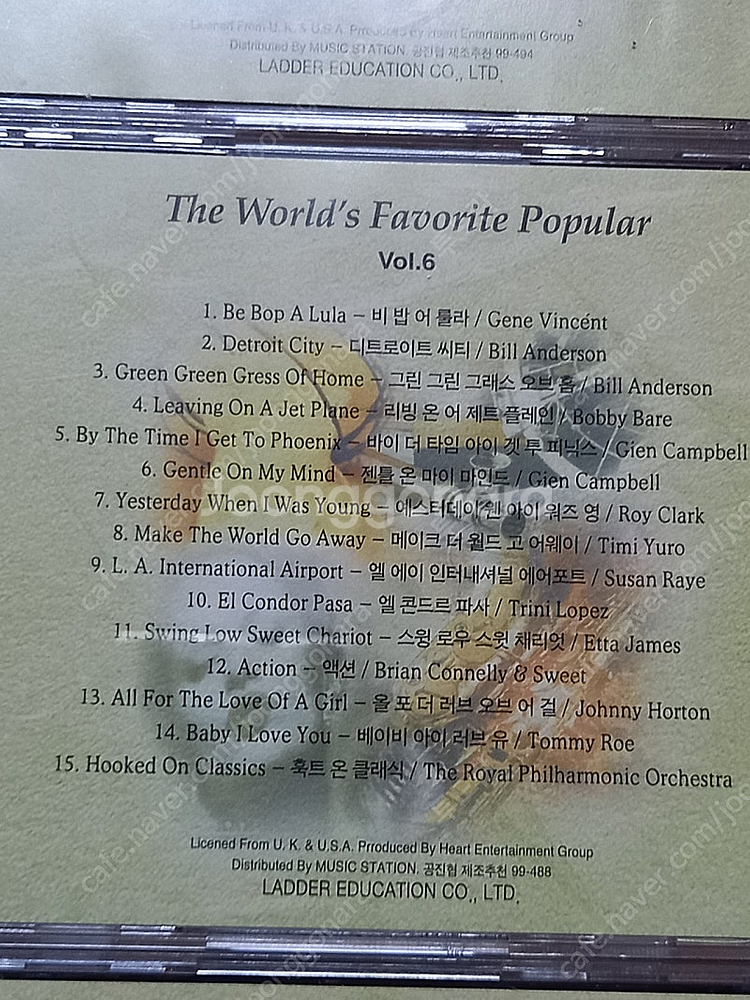 Licened From U. K. & U.S.A. Prroduced By Heart Entertainment Group
Distributed By MUSIC STATION. 공진협 제조추천 99-494
LADDER EDUCATION CO., LTD.
The World's Favorite Popular
Vol.6
1. Be Bop A Lula – 비 밥 어 룰라 / Gene Vincent
2. Detroit City – 디트로이트 씨티 / Bill Anderson
3. Green Green Gress Of Home – 그린 그린 그래스 오브 홈 / Bill Anderson
4. Leaving On A Jet Plane – 리빙 온 어 제트 플레인 / Bobby Bare
5. By The Time I Get To Phoenix – 바이 더 타임 아이 겟 투 피닉스 / Gien Campbell
6. Gentle On My Mind – 젠틀 온 마이 마인드 / Gien Campbell
7. Yesterday When I Was Young – 예스터데이 웬 아이 워즈 영 / Roy Clark
8. Make The World Go Away – 메이크 더 월드 고 어웨이 / Timi Yuro
9. L. A. International Airport – 엘 에이 인터내셔널 에어포트 / Susan Raye
10. El Condor Pasa – 엘 콘도르 파사 / Trini Lopez
11. Swing Low Sweet Chariot – 스윙 로우 스윗 채리엇 / Etta James
12. Action – 액션 / Brian Connelly & Sweet
13. All For The Love Of A Girl – 올 포 더 러브 오브 어 걸 / Johnny Horton
14. Baby I Love You – 베이비 아이 러브 유 / Tommy Roe
15. Hooked On Classics – 훅트 온 클래식 / The Royal Philharmonic Orchestra
Licened From U. K. & U.S.A. Prroduced By Heart Entertainment Group
Distributed By MUSIC STATION. 공진협 제조추천 99-488
LADDER EDUCATION CO., LTD.